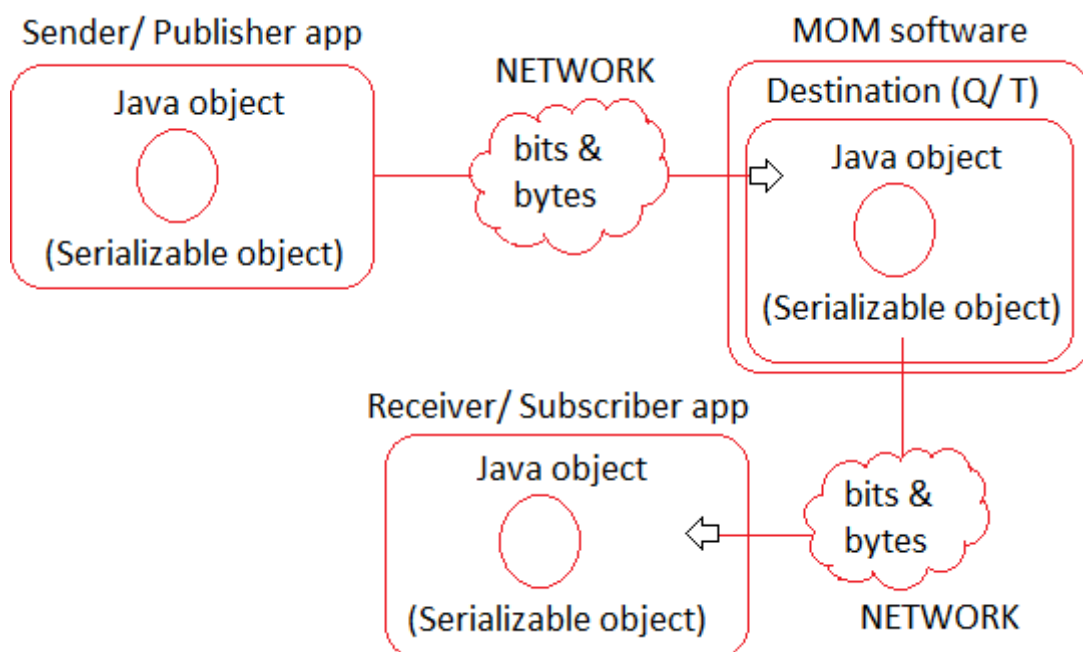 Sender/ Publisher app
Java object
(Serializable object)
NETWORK
bits &
bytes
MOM software
Destination (Q/ T)
Java object
(Serializable object)
bits &
bytes
NETWORK
Receiver/ Subscriber app
Java object
(Serializable object)